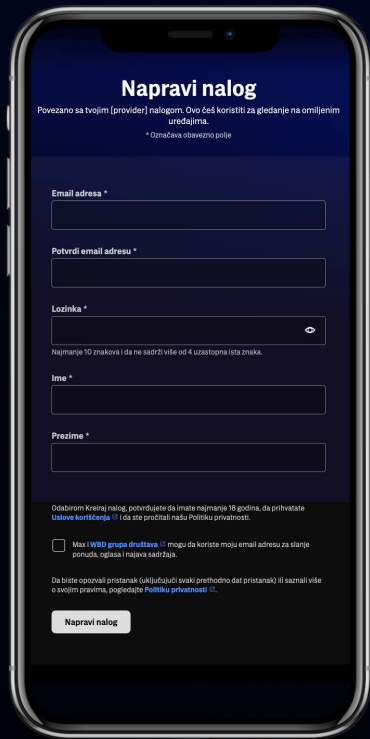 Napravi nalog
Povezano sa tvojim [provider] nalogom. Ovo ćeš koristiti za gledanje na omiljenim
uređajima.
* Označava obavezno polje
Email adresa *
Potvrdi email adresu *
Lozinka *
Najmanje 10 znakova i da ne sadrži više od 4 uzastopna ista znaka.
Ime *
Prezime *
Odabirom Kreiraj nalog, potvrđujete da imate najmanje 18 godina, da prihvatate
Uslove korišćenja i da ste pročitali našu Politiku privatnosti.
Max i WBD grupa društava mogu da koriste moju email adresu za slanje
ponuda, oglasa i najava sadržaja.
Da biste opozvali pristanak (uključujući svaki prethodno dat pristanak) ili saznali više
o svojim pravima, pogledajte Politiku privatnosti.
Napravi nalog